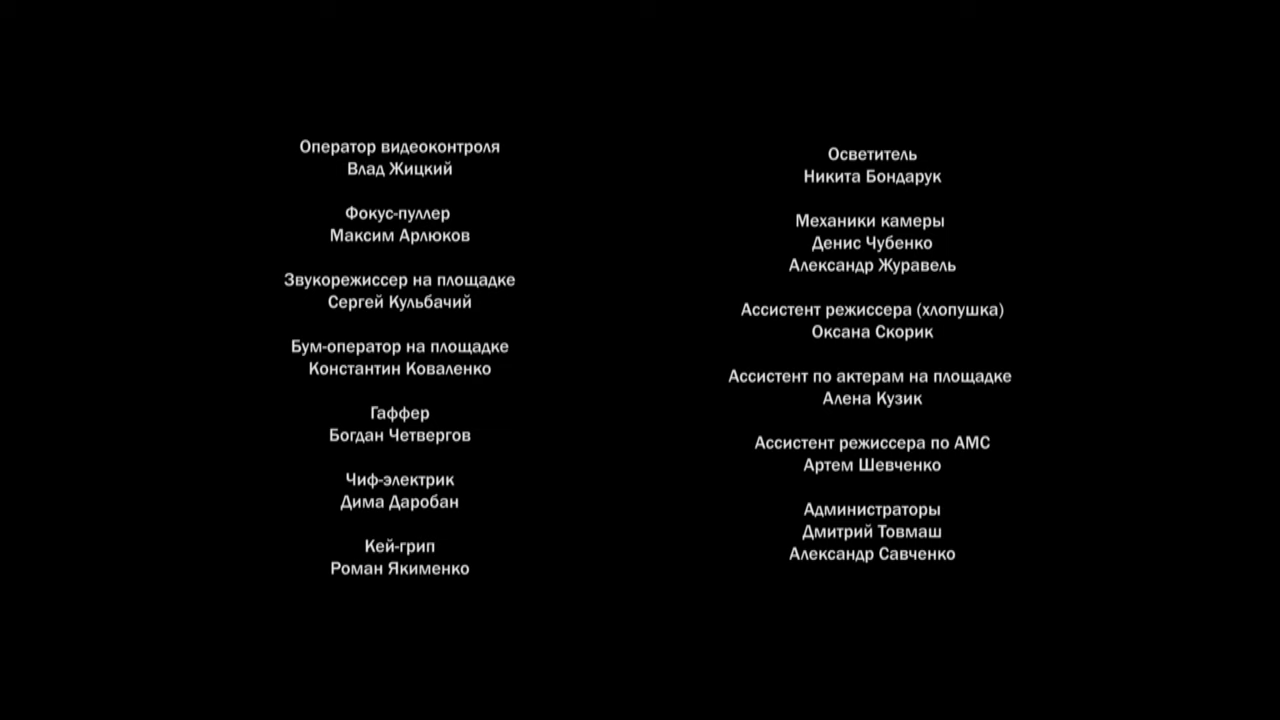 Оператор видеоконтроля
Влад Жицкий
Фокус-пуллер
Максим Арлюков
Звукорежиссер на площадке
Сергей Кульбачий
Бум-оператор на площадке
Константин Коваленко
Гаффер
Богдан Четвергов
Чиф-электрик
Дима Даробан
Кей-грип
Роман Якименко
Осветитель
Никита Бондарук
Механики камеры
Денис Чубенко
Александр Журавель
Ассистент режиссера (хлопушка)
Оксана Скорик
Ассистент по актерам на площадке
Алена Кузик
Ассистент режиссера по АМС
Артем Шевченко
Администраторы
Дмитрий Товмаш
Александр Савченко